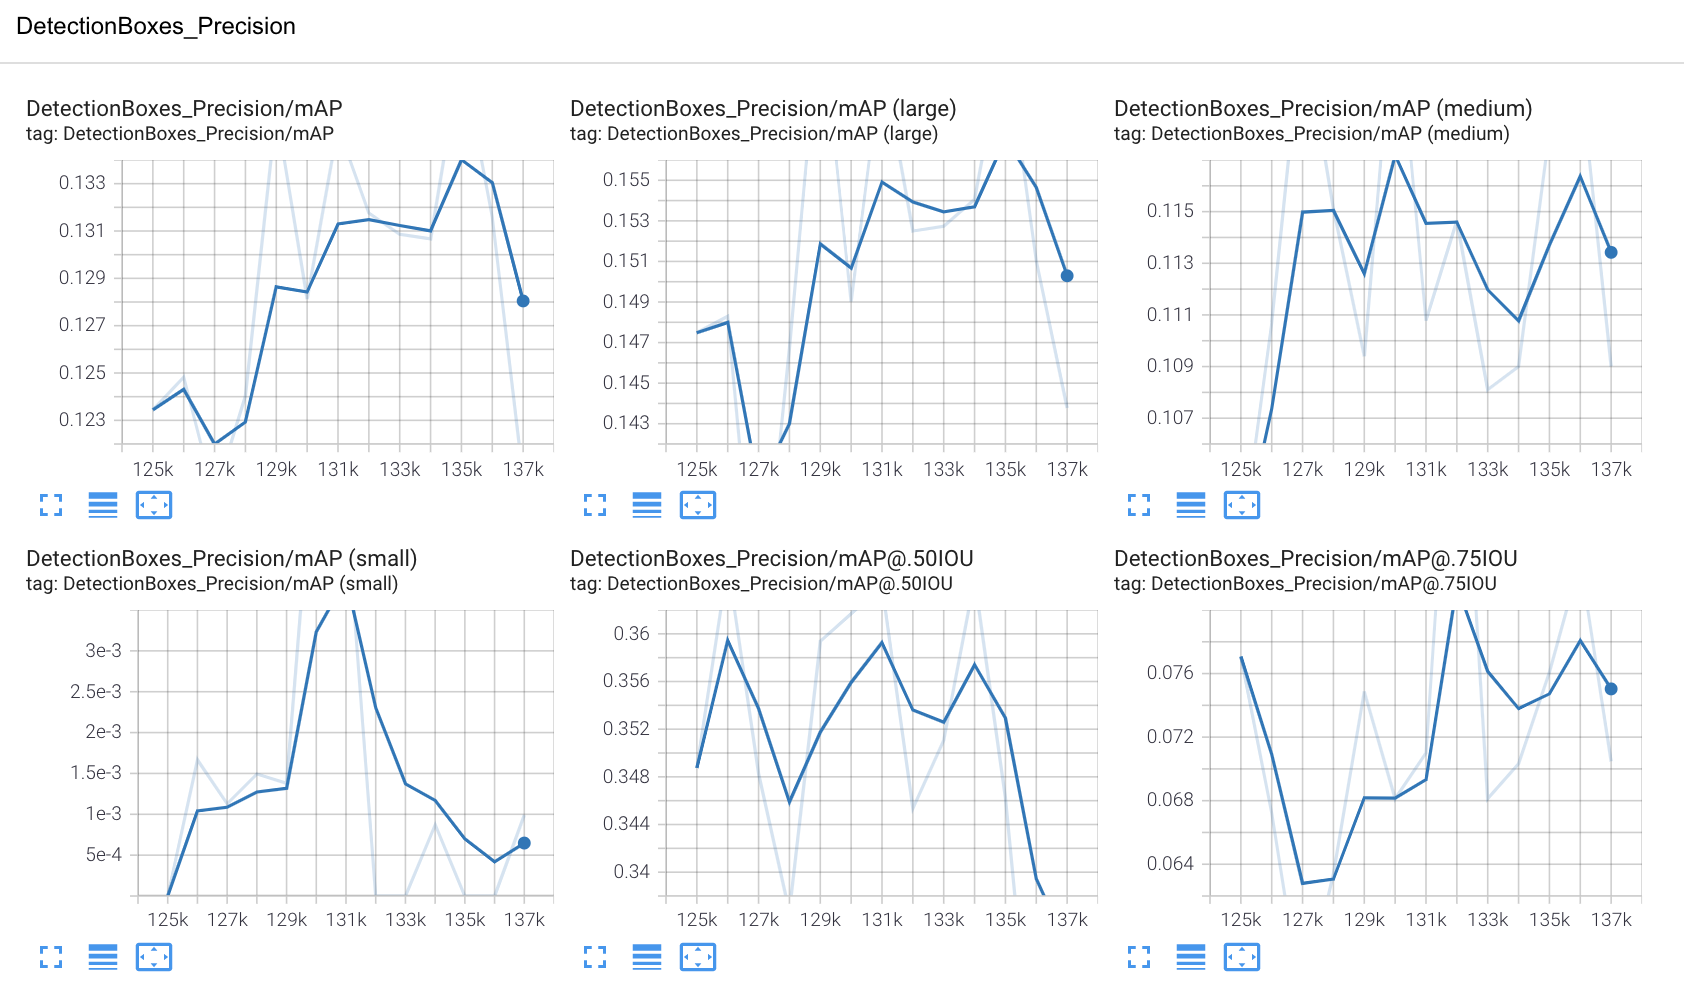 DetectionBoxes_Precision
DetectionBoxes_Precision/mAP
tag: DetectionBoxes_Precision/mAP
0.133
0.131
0.129
0.127
0.125
0.123
125k 127k 129k 131k 133k 135k 137k
DetectionBoxes_Precision/mAP (large)
tag: DetectionBoxes_Precision/mAP (large)
0.155
0.153
0.151
0.149
0.147
0.145
0.143
125k 127k 129k 131k 133k 135k 137k
DetectionBoxes_Precision/mAP (medium)
tag: DetectionBoxes_Precision/mAP (medium)
0.115
0.113
0.111
0.109
0.107
125k 127k 129k 131k 133k 135k 137k
DetectionBoxes_Precision/mAP (small)
tag: DetectionBoxes_Precision/mAP (small)
3e-3
2.5e-3
2e-3
1.5e-3
1e-3
5e-4
125k 127k 129k 131k 133k 135k 137k
DetectionBoxes_Precision/mAP@.50IOU
tag: DetectionBoxes_Precision/mAP@.50IOU
0.36
0.356
0.352
0.348
0.344
0.34
125k 127k 129k 131k 133k 135k 137k
DetectionBoxes_Precision/mAP@.75IOU
tag: DetectionBoxes_Precision/mAP@.75IOU
0.076
0.072
0.068
0.064
125k 127k 129k 131k 133k 135k 137k